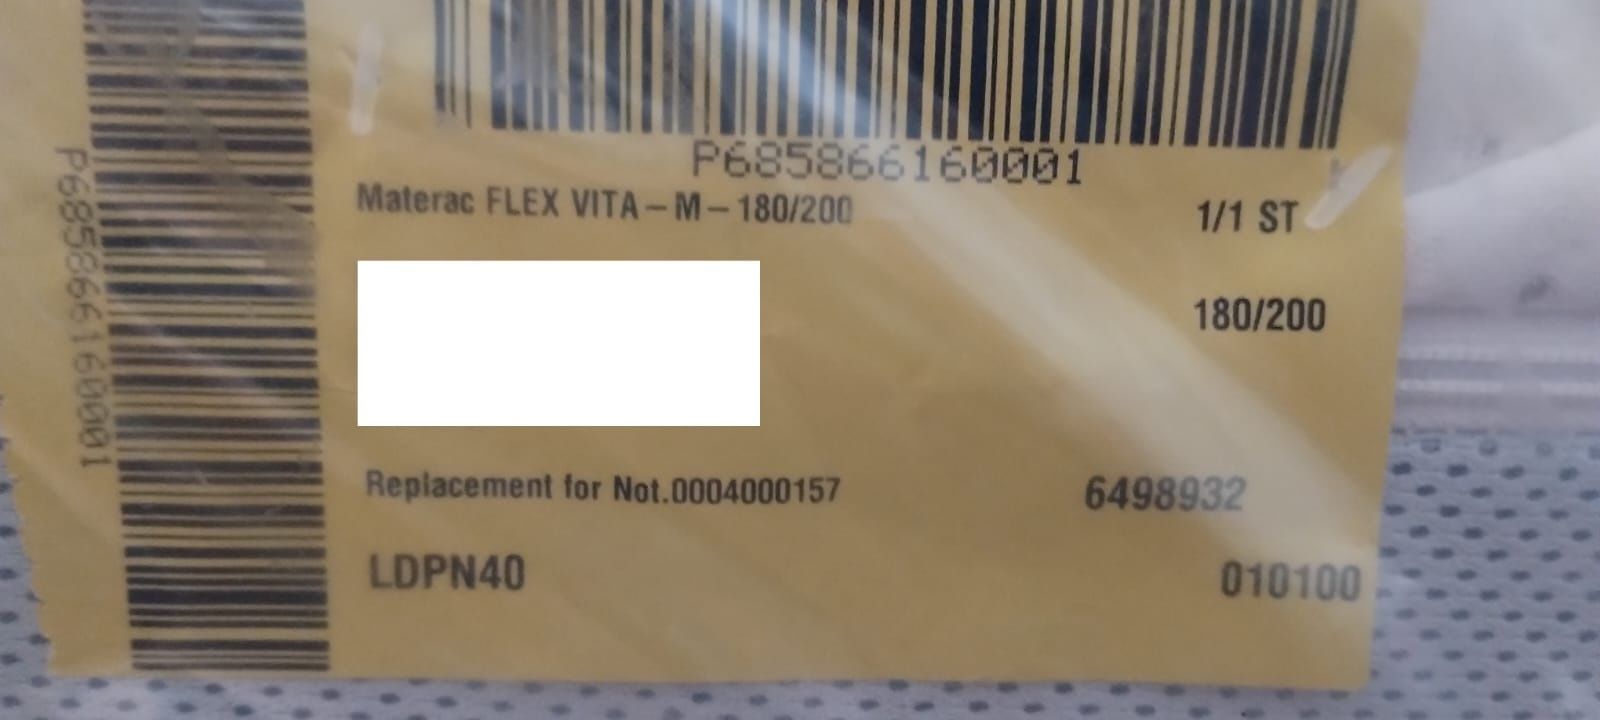 P685866160001
P685866160001
Materac FLEX VITA – M – 180/200
1/1 ST
180/200
Replacement for Not.0004000157
6498932
LDPN40
010100